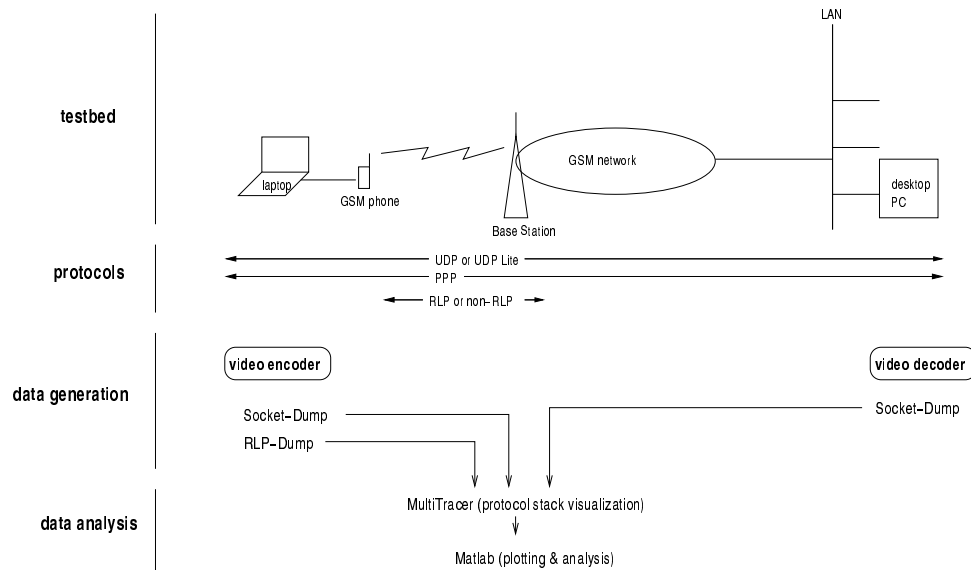 LAN
testbed
laptop
GSM phone
Base Station
GSM network
desktop
PC
protocols
UDP or UDP Lite
PPP
RLP or non-RLP
data generation
video encoder
video decoder
Socket-Dump
Socket-Dump
RLP-Dump
data analysis
MultiTracer (protocol stack visualization)
Matlab (plotting & analysis)